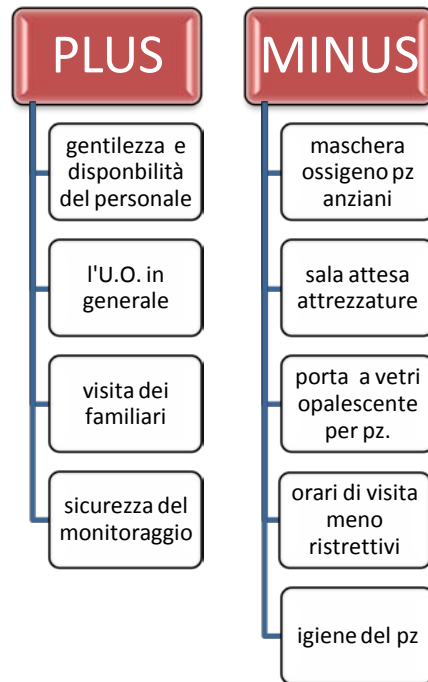 PLUS
gentilezza e
disponbilità
del personale
l'U.O. in
generale
visita dei
familiari
sicurezza del
monitoraggio
MINUS
maschera
ossigeno pz
anziani
sala attesa
attrezzature
porta a vetri
opalescente
per pz.
orari di visita
meno
ristrettivi
igiene del pz